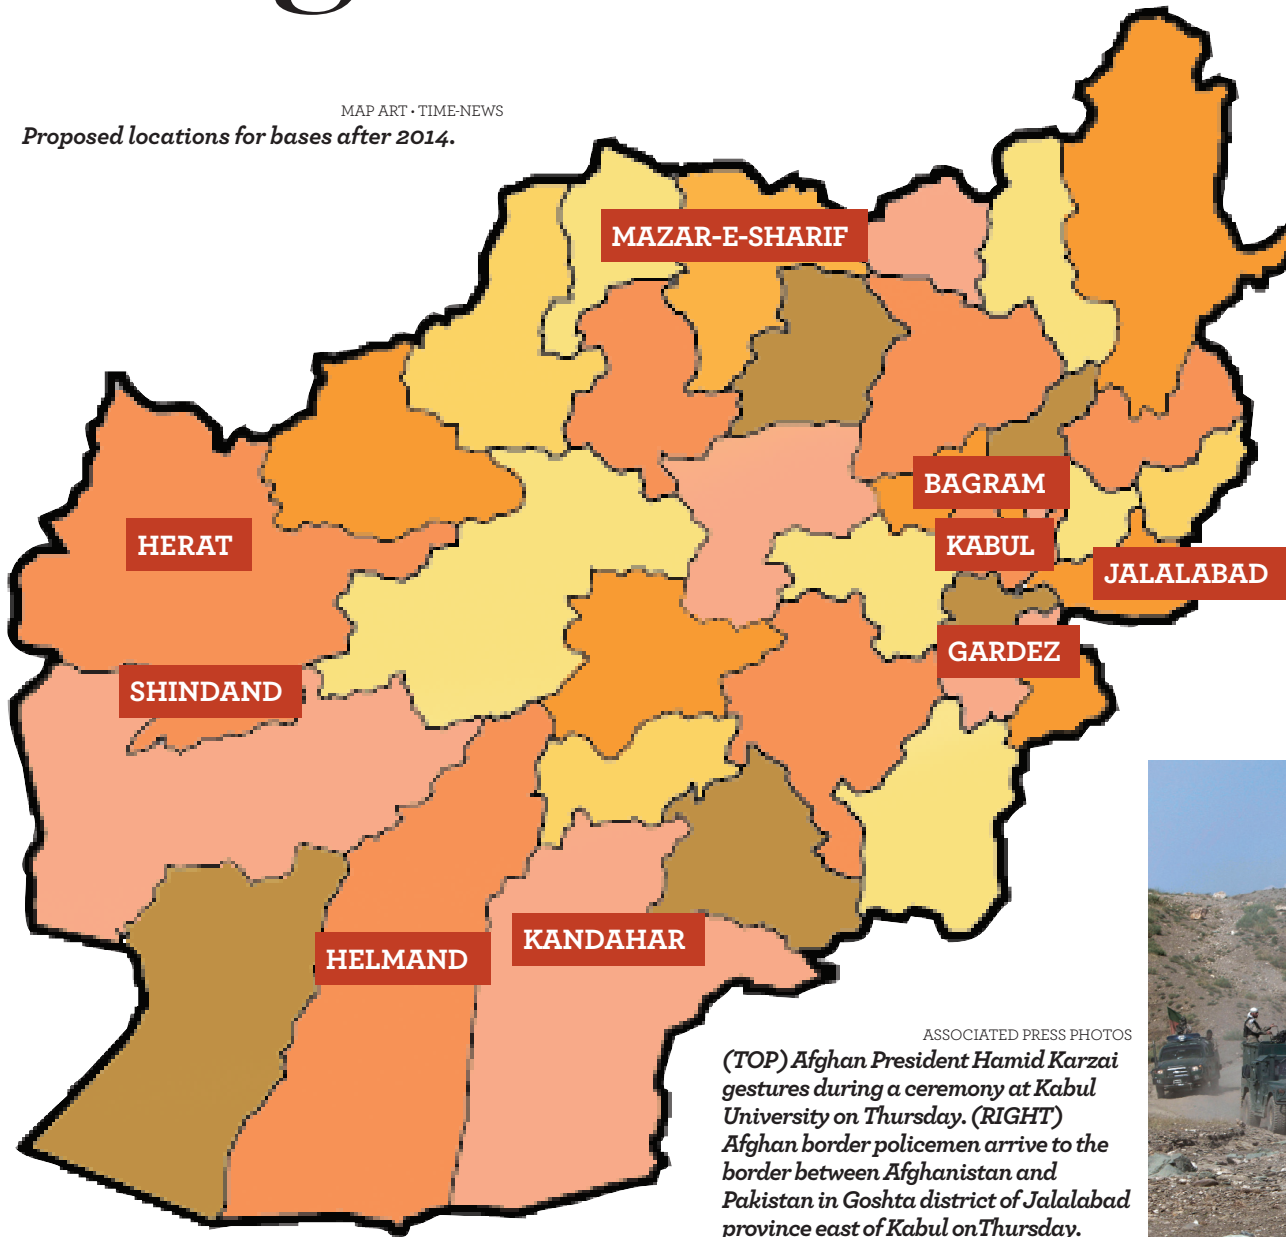 MAP ART • TIME-NEWS
Proposed locations for bases after 2014.
MAZAR-E-SHARIF
BAGRAM
HERAT
KABUL
JALALABAD
GARDEZ
SHINDAND
KANDAHAR
HELMAND
ASSOCIATED PRESS PHOTOS
(TOP) Afghan President Hamid Karzai
gestures during a ceremony at Kabul
University on Thursday. (RIGHT)
Afghan border policemen arrive to the
border between Afghanistan and
Pakistan in Goshta district of Jalalabad
province east of Kabul onThursday.